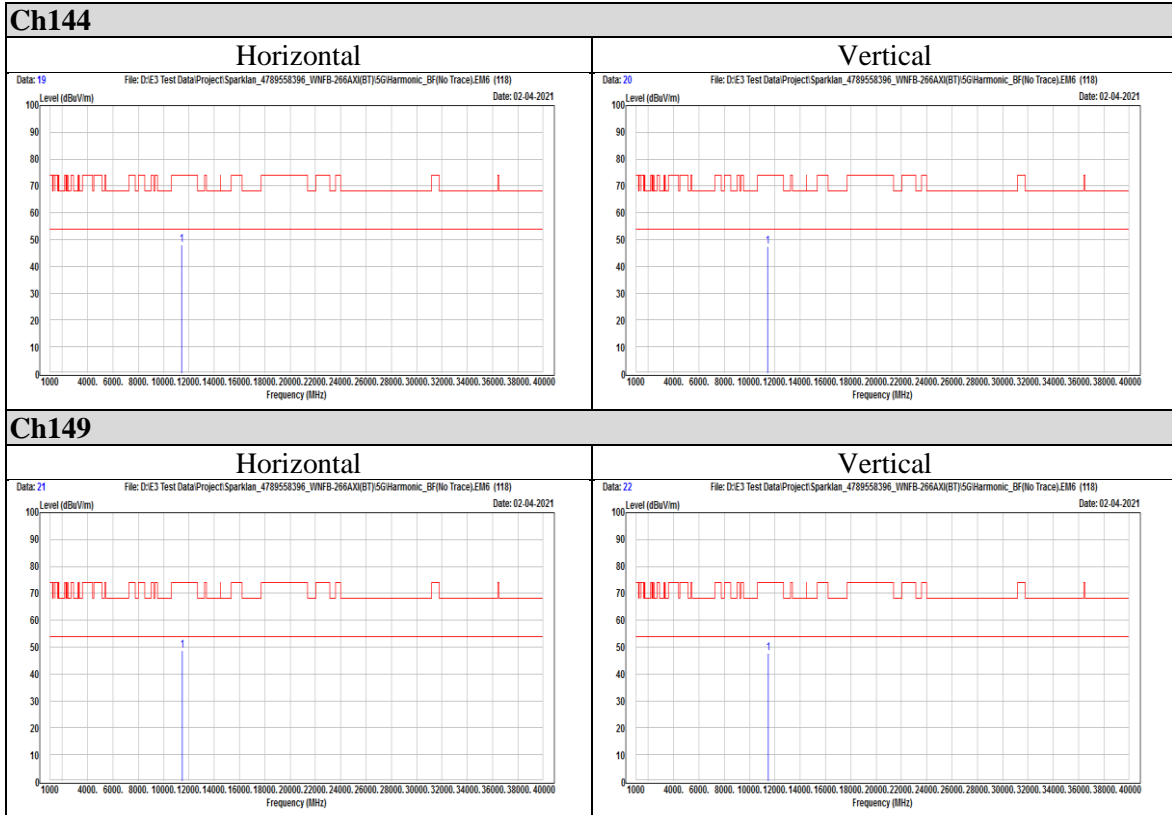 Ch144
Horizontal Vertical
Data: 19 File: D:\E3 Test Data\Project\Sparklan_4789558396_WNFB-266AXI(BT)\5G\Harmonic_BF(No Trace).EM6 (118)
Level (dBuV/m) Date: 02-04-2021
100
90
80
70
60
50
40
30
20
10
0
1
1000 4000. 6000. 8000. 10000. 12000. 14000. 16000. 18000. 20000. 22000. 24000. 26000. 28000. 30000. 32000. 34000. 36000. 38000. 40000
Frequency (MHz)
Data: 20 File: D:\E3 Test Data\Project\Sparklan_4789558396_WNFB-266AXI(BT)\5G\Harmonic_BF(No Trace).EM6 (118)
Level (dBuV/m) Date: 02-04-2021
100
90
80
70
60
50
40
30
20
10
0
1
1000 4000. 6000. 8000. 10000. 12000. 14000. 16000. 18000. 20000. 22000. 24000. 26000. 28000. 30000. 32000. 34000. 36000. 38000. 40000
Frequency (MHz)
Ch149
Horizontal Vertical
Data: 21 File: D:\E3 Test Data\Project\Sparklan_4789558396_WNFB-266AXI(BT)\5G\Harmonic_BF(No Trace).EM6 (118)
Level (dBuV/m) Date: 02-04-2021
100
90
80
70
60
50
40
30
20
10
0
1
1000 4000. 6000. 8000. 10000. 12000. 14000. 16000. 18000. 20000. 22000. 24000. 26000. 28000. 30000. 32000. 34000. 36000. 38000. 40000
Frequency (MHz)
Data: 22 File: D:\E3 Test Data\Project\Sparklan_4789558396_WNFB-266AXI(BT)\5G\Harmonic_BF(No Trace).EM6 (118)
Level (dBuV/m) Date: 02-04-2021
100
90
80
70
60
50
40
30
20
10
0
1
1000 4000. 6000. 8000. 10000. 12000. 14000. 16000. 18000. 20000. 22000. 24000. 26000. 28000. 30000. 32000. 34000. 36000. 38000. 40000
Frequency (MHz)